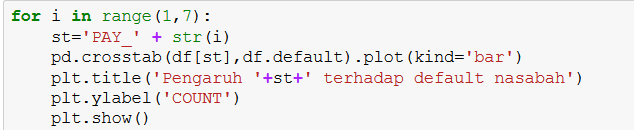 for i in range(1,7):
    st='PAY_' + str(i)
    pd.crosstab(df[st],df.default).plot(kind='bar')
    plt.title('Pengaruh '+st+' terhadap default nasabah')
    plt.ylabel('COUNT')
    plt.show()